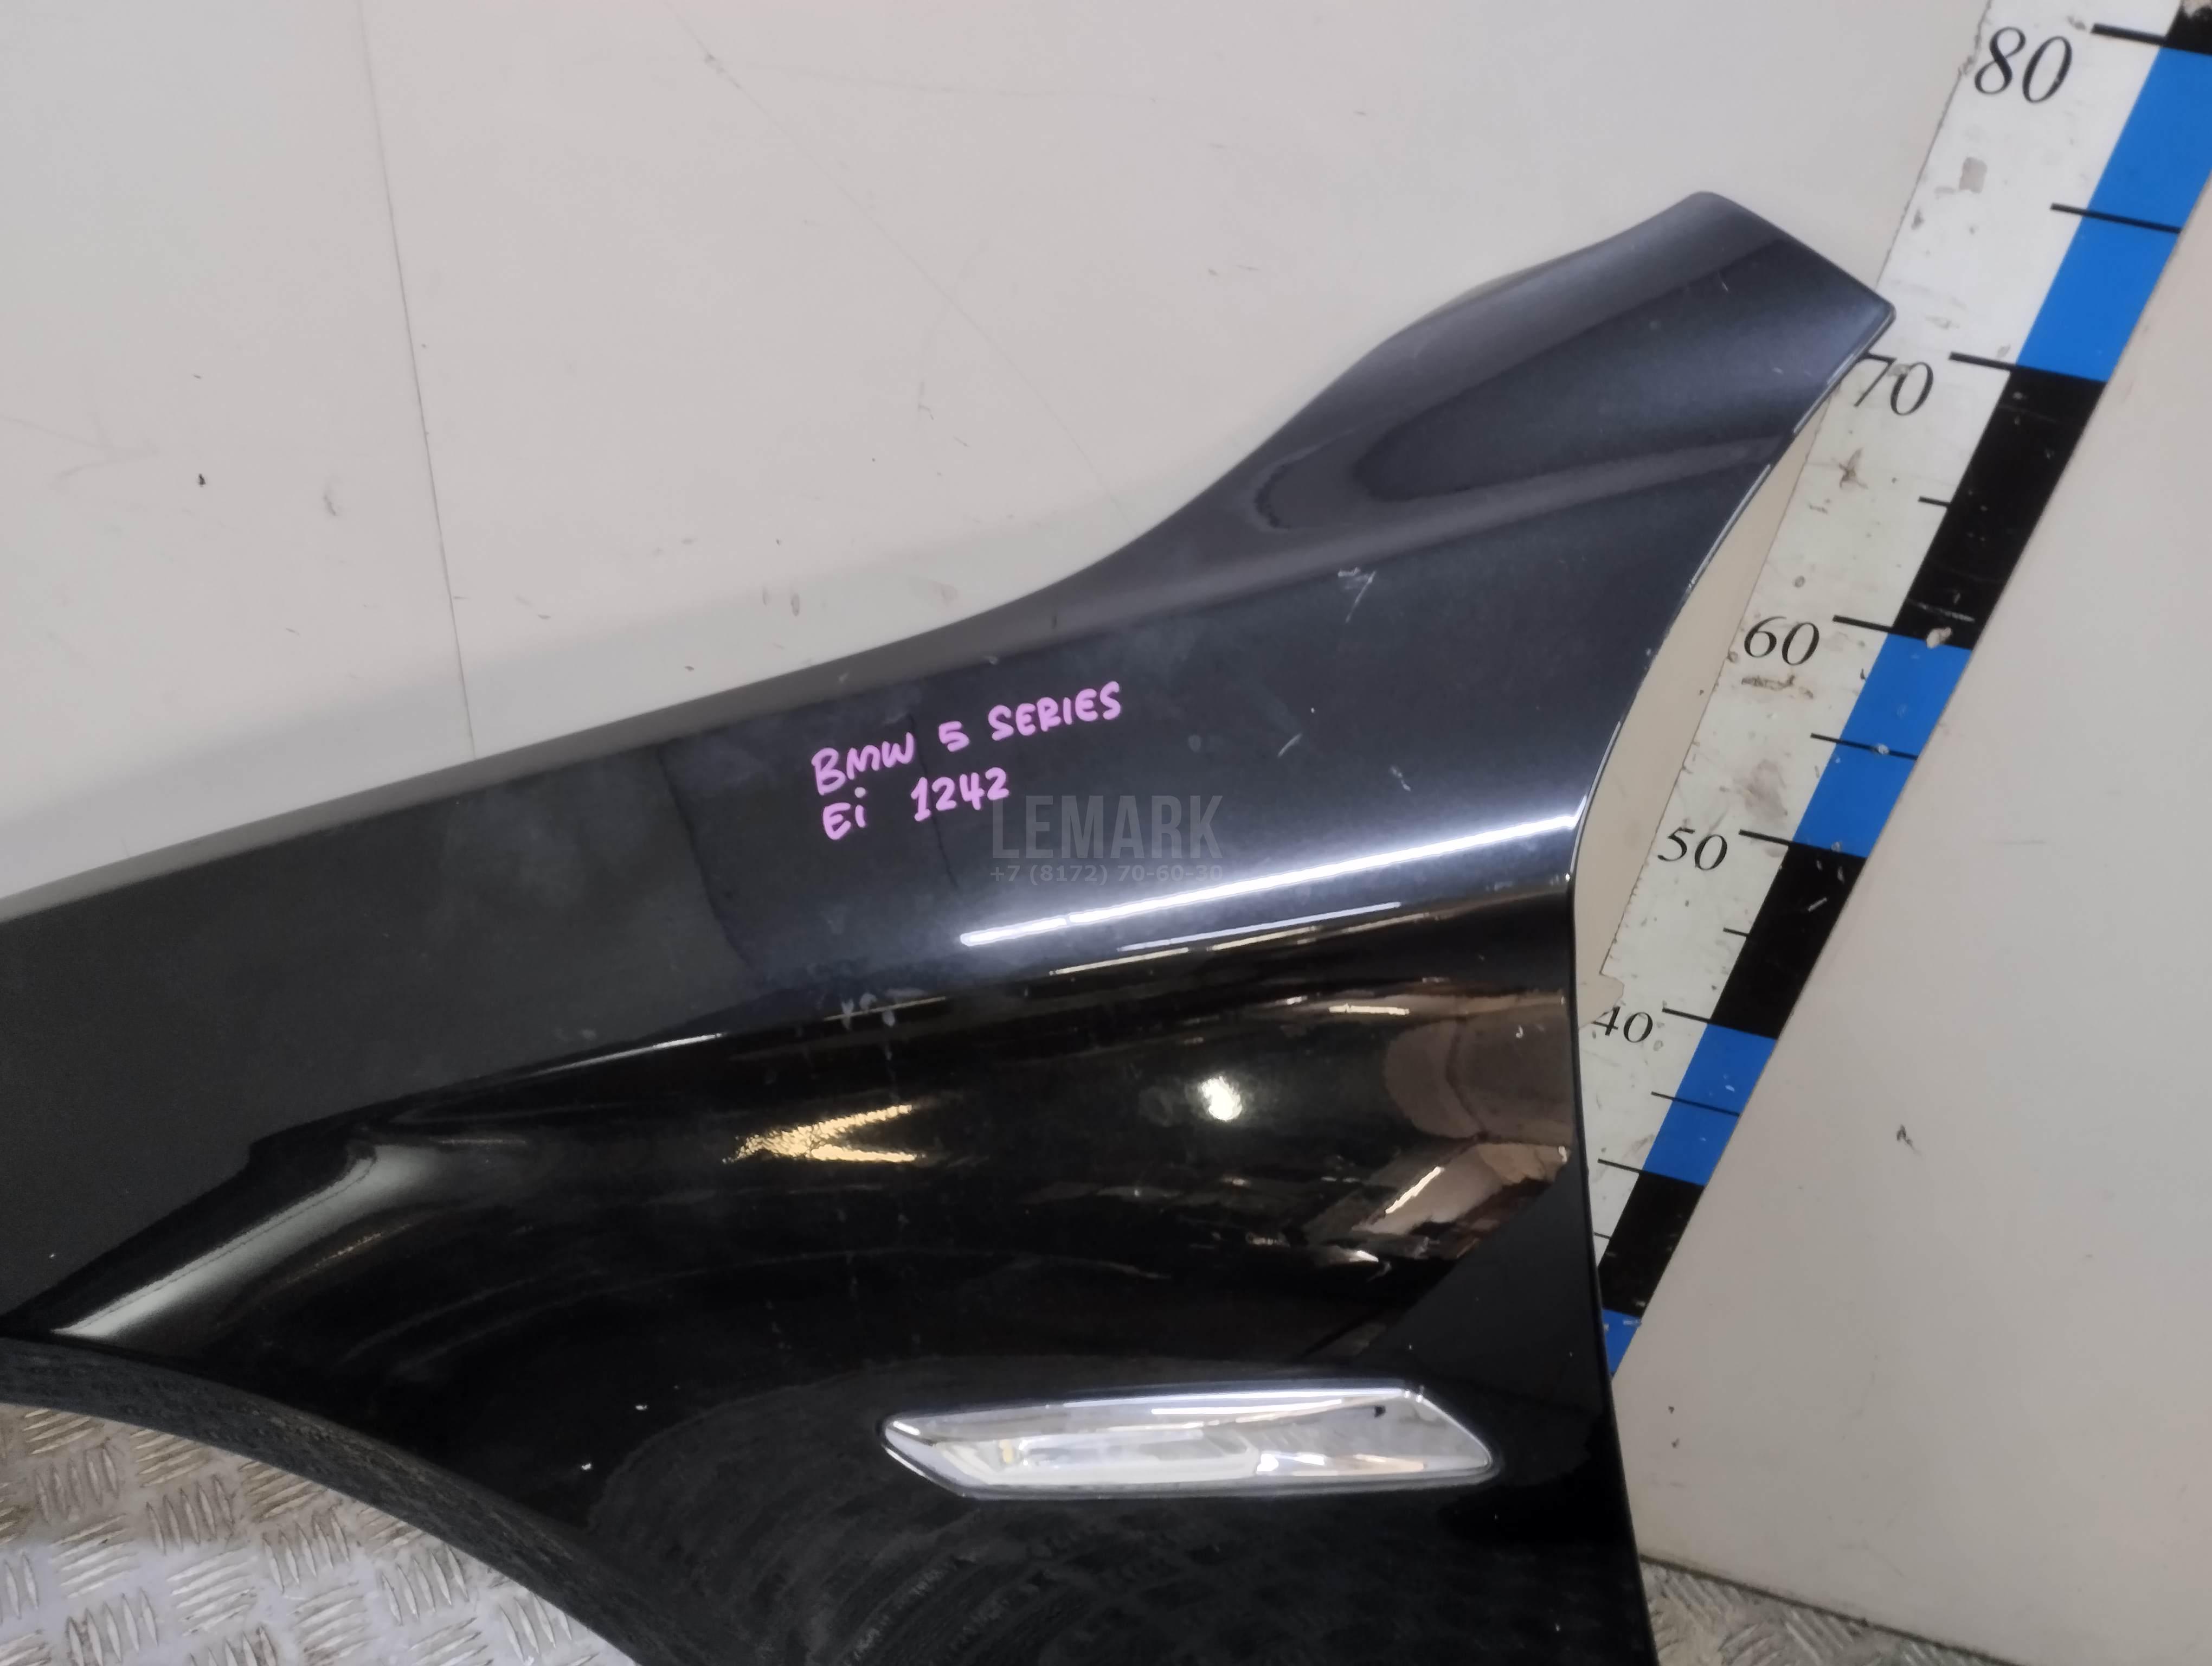 80
70
60
BMW 5 SERIES
Ei 1242
LEMARK
+7 (8172) 70-60-30
50
40